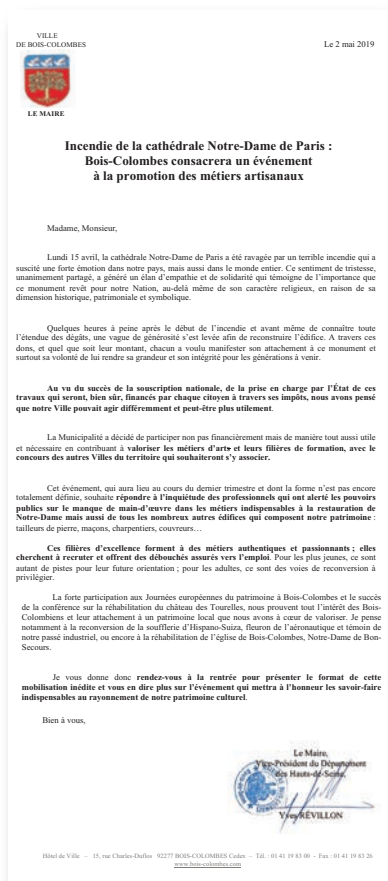 VILLE
DE BOIS-COLOMBES
Le 2 mai 2019
LE MAIRE
Incendie de la cathédrale Notre-Dame de Paris :
Bois-Colombes consacrera un événement
à la promotion des métiers artisanaux
Madame, Monsieur,
Lundi 15 avril, la cathédrale Notre-Dame de Paris a été ravagée par un terrible incendie qui a
suscité une forte émotion dans notre pays, mais aussi dans le monde entier. Ce sentiment de tristesse,
unanimement partagé, a généré un élan d'empathie et de solidarité qui témoigne de l'importance que
ce monument revêt pour notre Nation, au-delà même de son caractère religieux, en raison de sa
dimension historique, patrimoniale et symbolique.
Quelques heures à peine après le début de l'incendie et avant même de connaître toute
l'étendue des dégâts, une vague de générosité s'est levée afin de reconstruire l'édifice. A travers ces
dons, et quel que soit leur montant, chacun a voulu manifester son attachement à ce monument et
surtout sa volonté de lui rendre sa grandeur et son intégrité pour les générations à venir.
Au vu du succès de la souscription nationale, de la prise en charge par l'État de ces
travaux qui seront, bien sûr, financés par chaque citoyen à travers ses impôts, nous avons pensé
que notre Ville pouvait agir différemment et peut-être plus utilement.
La Municipalité a décidé de participer non pas financièrement mais de manière tout aussi utile
et nécessaire en contribuant à valoriser les métiers d'arts et leurs filières de formation, avec le
concours des autres Villes du territoire qui souhaiteront s'y associer.
Cet événement, qui aura lieu au cours du dernier trimestre et dont la forme n'est pas encore
totalement définie, souhaite répondre à l'inquiétude des professionnels qui ont alerté les pouvoirs
publics sur le manque de main-d'œuvre dans les métiers indispensables à la restauration de
Notre-Dame mais aussi de tous les nombreux autres édifices qui composent notre patrimoine :
tailleurs de pierre, maçons, charpentiers, couvreurs…
Ces filières d'excellence forment à des métiers authentiques et passionnants ; elles
cherchent à recruter et offrent des débouchés assurés vers l'emploi. Pour les plus jeunes, ce sont
autant de pistes pour leur future orientation ; pour les adultes, ce sont des voies de reconversion à
privilégier.
La forte participation aux Journées européennes du patrimoine à Bois-Colombes et le succès
de la conférence sur la réhabilitation du château des Tourelles, nous prouvent tout l'intérêt des Bois-
Colombiens et leur attachement à un patrimoine local que nous avons à cœur de valoriser. Je pense
notamment à la reconversion de la soufflerie d'Hispano-Suiza, fleuron de l'aéronautique et témoin de
notre passé industriel, ou encore à la réhabilitation de l'église de Bois-Colombes, Notre-Dame de Bon-
Secours.
Je vous donne donc rendez-vous à la rentrée pour présenter le format de cette
mobilisation inédite et vous en dire plus sur l'événement qui mettra à l'honneur les savoir-faire
indispensables au rayonnement de notre patrimoine culturel.
Bien à vous,
Le Maire,
Vice-Président du Département
des Hauts-de-Seine,
Yves RÉVILLON
Hôtel de Ville – 15, rue Charles-Duflos 92277 BOIS-COLOMBES Cedex – Tél. : 01 41 19 83 00 - Fax : 01 41 19 83 26
www.bois-colombes.com